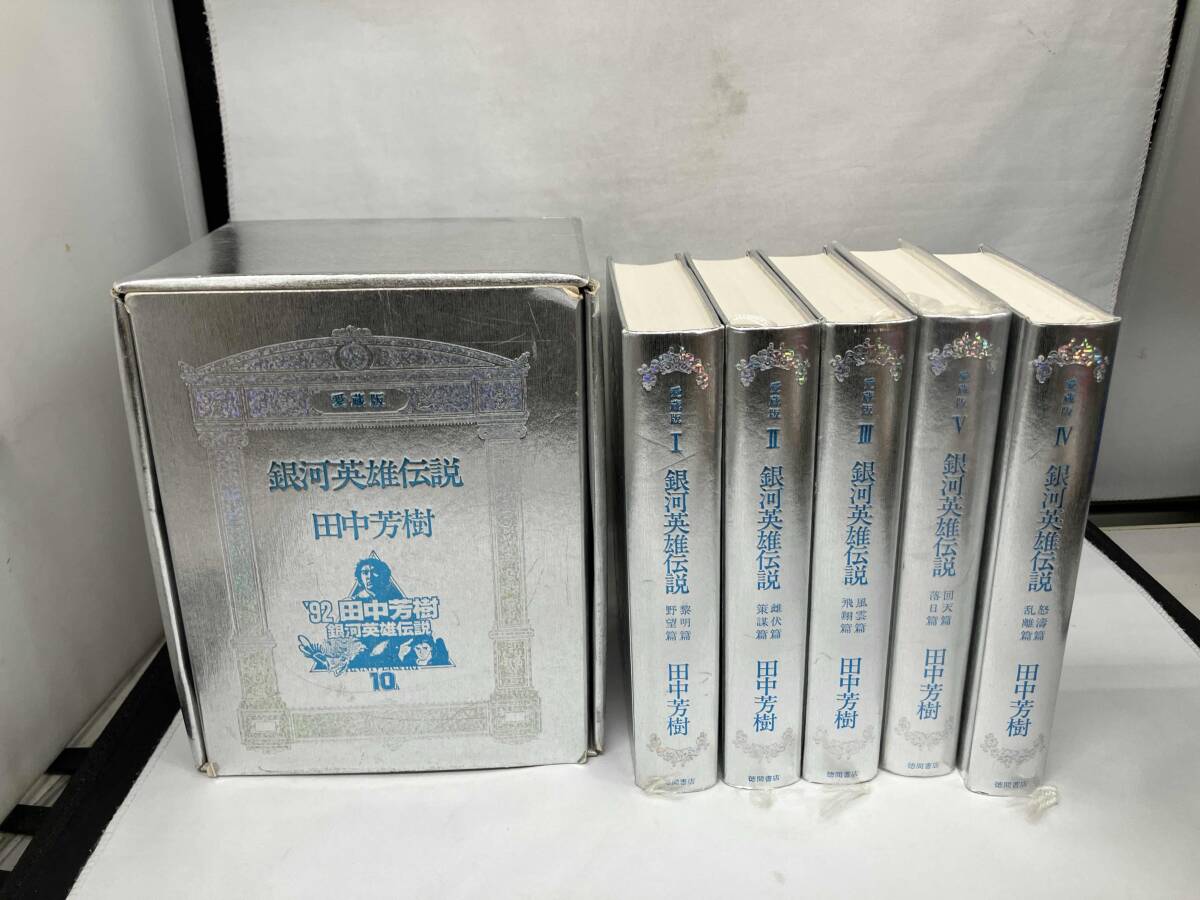 愛蔵版
銀河英雄伝説
田中芳樹
'92 田中芳樹
銀河英雄伝説
10
愛蔵版 I 銀河英雄伝説
黎明篇
野望篇
田中芳樹
徳間書店
愛蔵版 II 銀河英雄伝説
雌伏篇
策謀篇
田中芳樹
徳間書店
愛蔵版 III 銀河英雄伝説
風雲篇
飛翔篇
田中芳樹
徳間書店
愛蔵版 V 銀河英雄伝説
回天篇
落日篇
田中芳樹
徳間書店
愛蔵版 IV 銀河英雄伝説
怒濤篇
乱離篇
田中芳樹
徳間書店